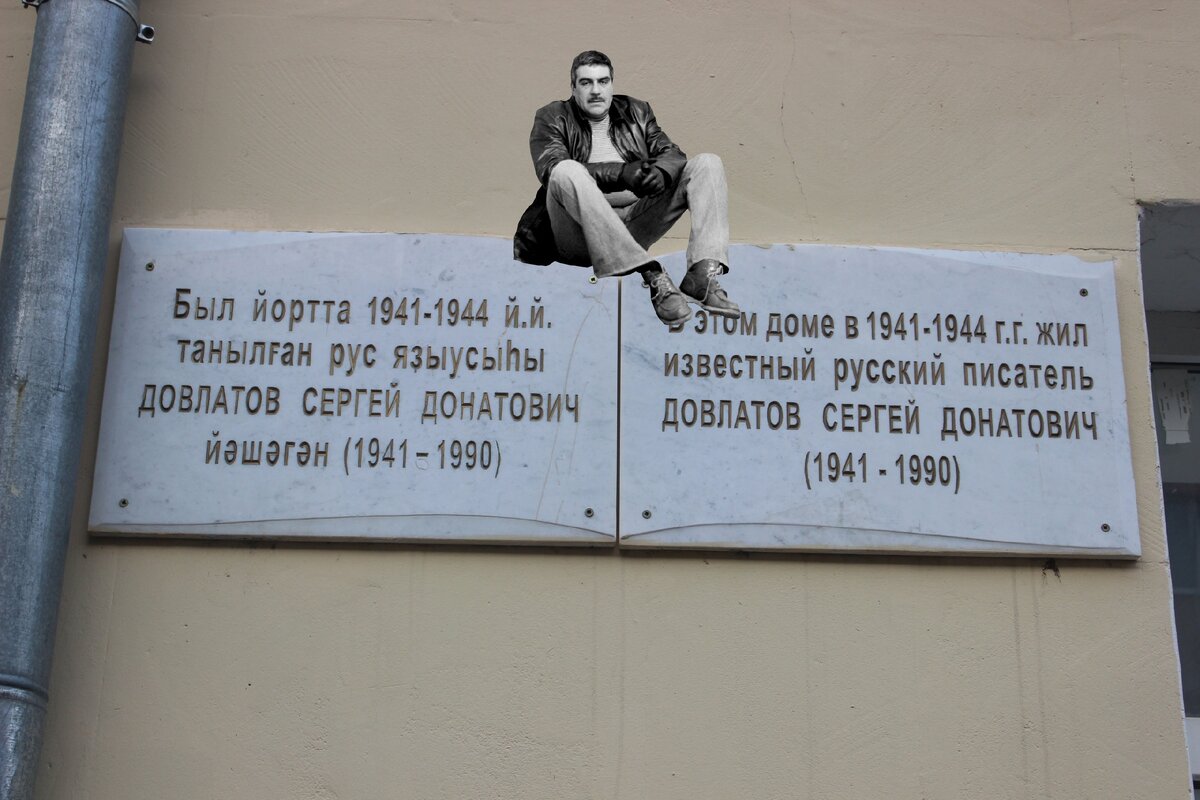 Был йортта 1941-1944 й.й.
танылған рус яҙыусыһы
ДОВЛАТОВ СЕРГЕЙ ДОНАТОВИЧ
йәшәгән (1941 - 1990)
В этом доме в 1941-1944 г.г. жил
известный русский писатель
ДОВЛАТОВ СЕРГЕЙ ДОНАТОВИЧ
(1941 - 1990)